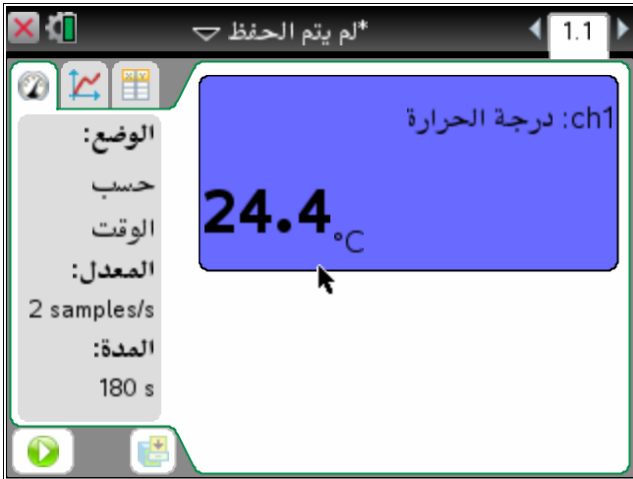 *لم يتم الحفظ
1.1
ch1: درجة الحرارة
24.4 °C
الوضع:
حسب
الوقت
المعدل:
2 samples/s
المدة:
180 s